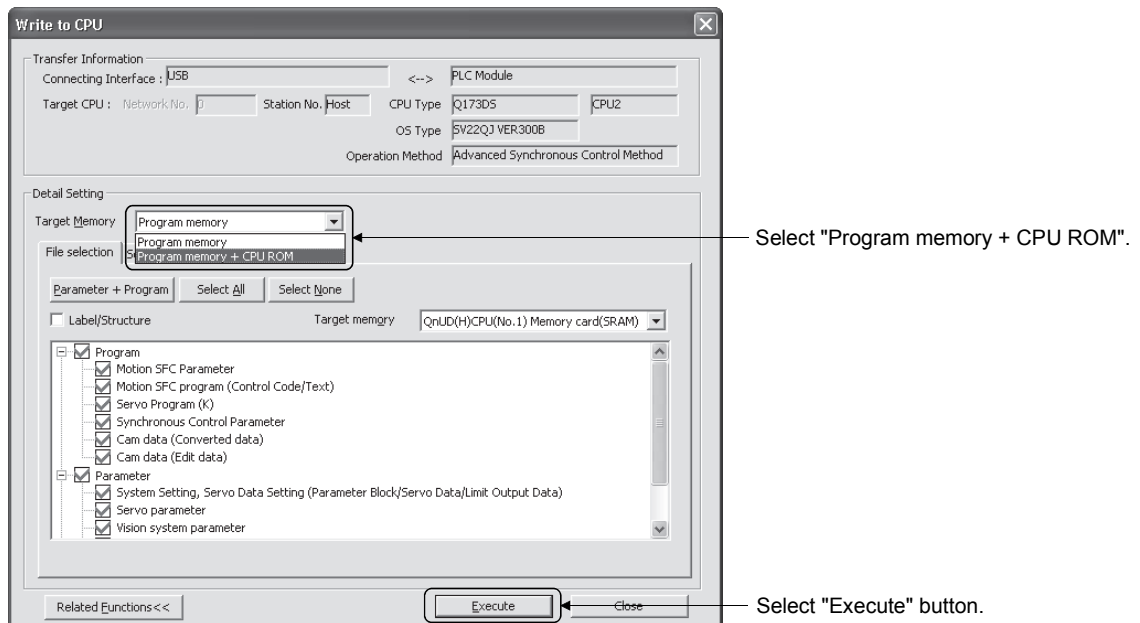 Write to CPU
Transfer Information
Connecting Interface : USB <--> PLC Module
Target CPU : Network No. 0 Station No. Host CPU Type Q173DS CPU2
OS Type SV22QJ VER300B
Operation Method Advanced Synchronous Control Method
Detail Setting
Target Memory Program memory
Program memory
Select "Program memory + CPU ROM".
File selection S Program memory + CPU ROM
Parameter + Program Select All Select None
Label/Structure Target memory QnUD(H)CPU(No.1) Memory card(SRAM)
Program
Motion SFC Parameter
Motion SFC program (Control Code/Text)
Servo Program (K)
Synchronous Control Parameter
Cam data (Converted data)
Cam data (Edit data)
Parameter
System Setting, Servo Data Setting (Parameter Block/Servo Data/Limit Output Data)
Servo parameter
Vision system parameter
Related Functions<< Execute Close Select "Execute" button.